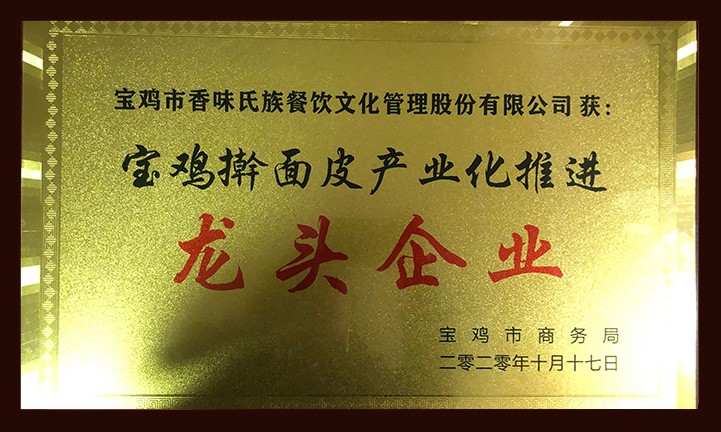 宝鸡市香味氏族餐饮文化管理股份有限公司 获：
宝鸡擀面皮产业化推进
龙头企业
宝鸡市商务局
二零二零年十月十七日